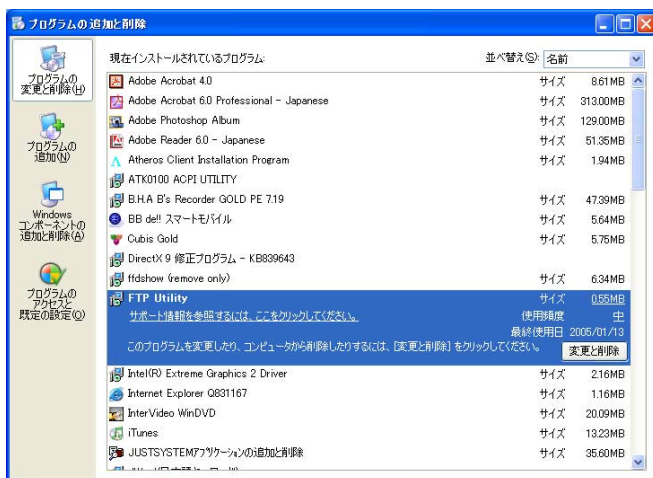 プログラムの追加と削除
プログラムの
変更と削除(H)
プログラムの
追加(N)
Windows
コンポーネントの
追加と削除(A)
プログラムの
アクセスと
既定の設定(O)
現在インストールされているプログラム:
並べ替え(S): 名前
Adobe Acrobat 4.0 サイズ 8.61MB
Adobe Acrobat 6.0 Professional - Japanese サイズ 313.00MB
Adobe Photoshop Album サイズ 129.00MB
Adobe Reader 6.0 - Japanese サイズ 51.35MB
Atheros Client Installation Program サイズ 1.94MB
ATK0100 ACPI UTILITY
B.H.A B's Recorder GOLD PE 7.19 サイズ 47.39MB
BB de!! スマートモバイル サイズ 5.64MB
Cubis Gold サイズ 5.75MB
DirectX 9 修正プログラム - KB839643
ffdshow (remove only) サイズ 6.34MB
FTP Utility サイズ 0.55MB
サポート情報を参照するには、ここをクリックしてください。 使用頻度 中
最終使用日 2005/01/13
このプログラムを変更したり、コンピュータから削除したりするには、[変更と削除] をクリックしてください。 変更と削除
Intel(R) Extreme Graphics 2 Driver サイズ 2.16MB
Internet Explorer Q831167 サイズ 1.16MB
InterVideo WinDVD サイズ 20.09MB
iTunes サイズ 13.23MB
JUSTSYSTEMアプリケーションの追加と削除 サイズ 35.60MB